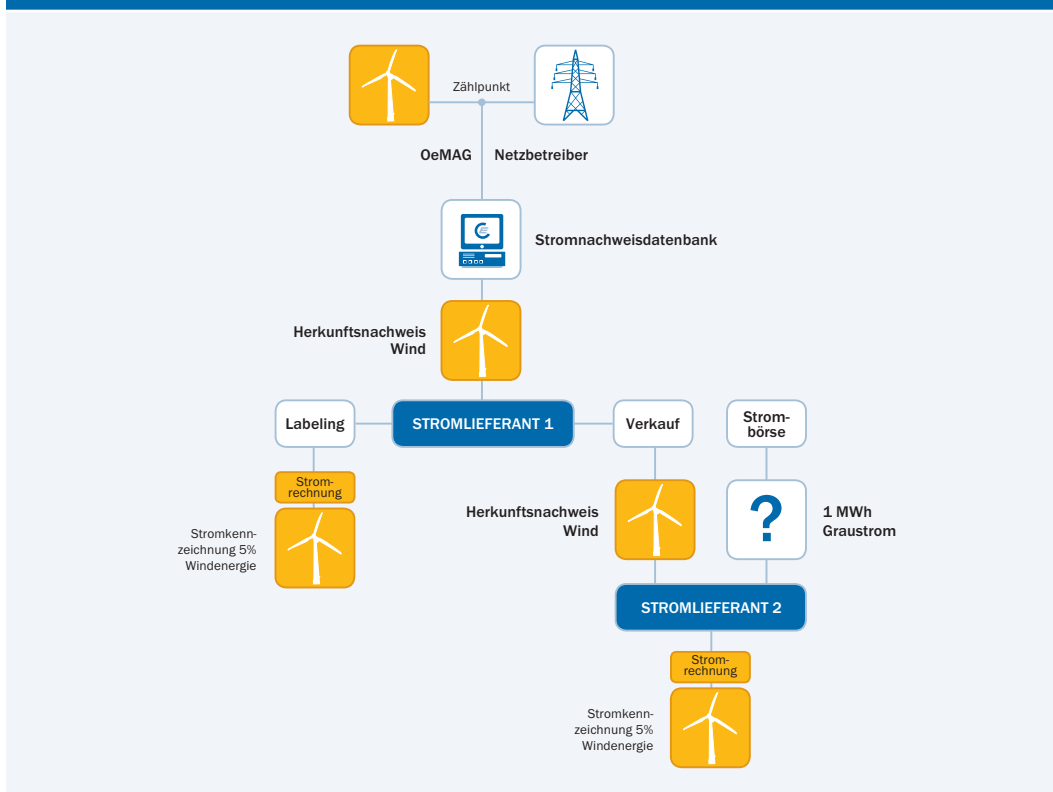 Zählpunkt
OeMAG
Netzbetreiber
Stromnachweisdatenbank
Herkunftsnachweis
Wind
Labeling
STROMLIEFERANT 1
Verkauf
Strom-
börse
Strom-
rechnung
Stromkenn-
zeichnung 5%
Windenergie
Herkunftsnachweis
Wind
?
1 MWh
Graustrom
STROMLIEFERANT 2
Strom-
rechnung
Stromkenn-
zeichnung 5%
Windenergie